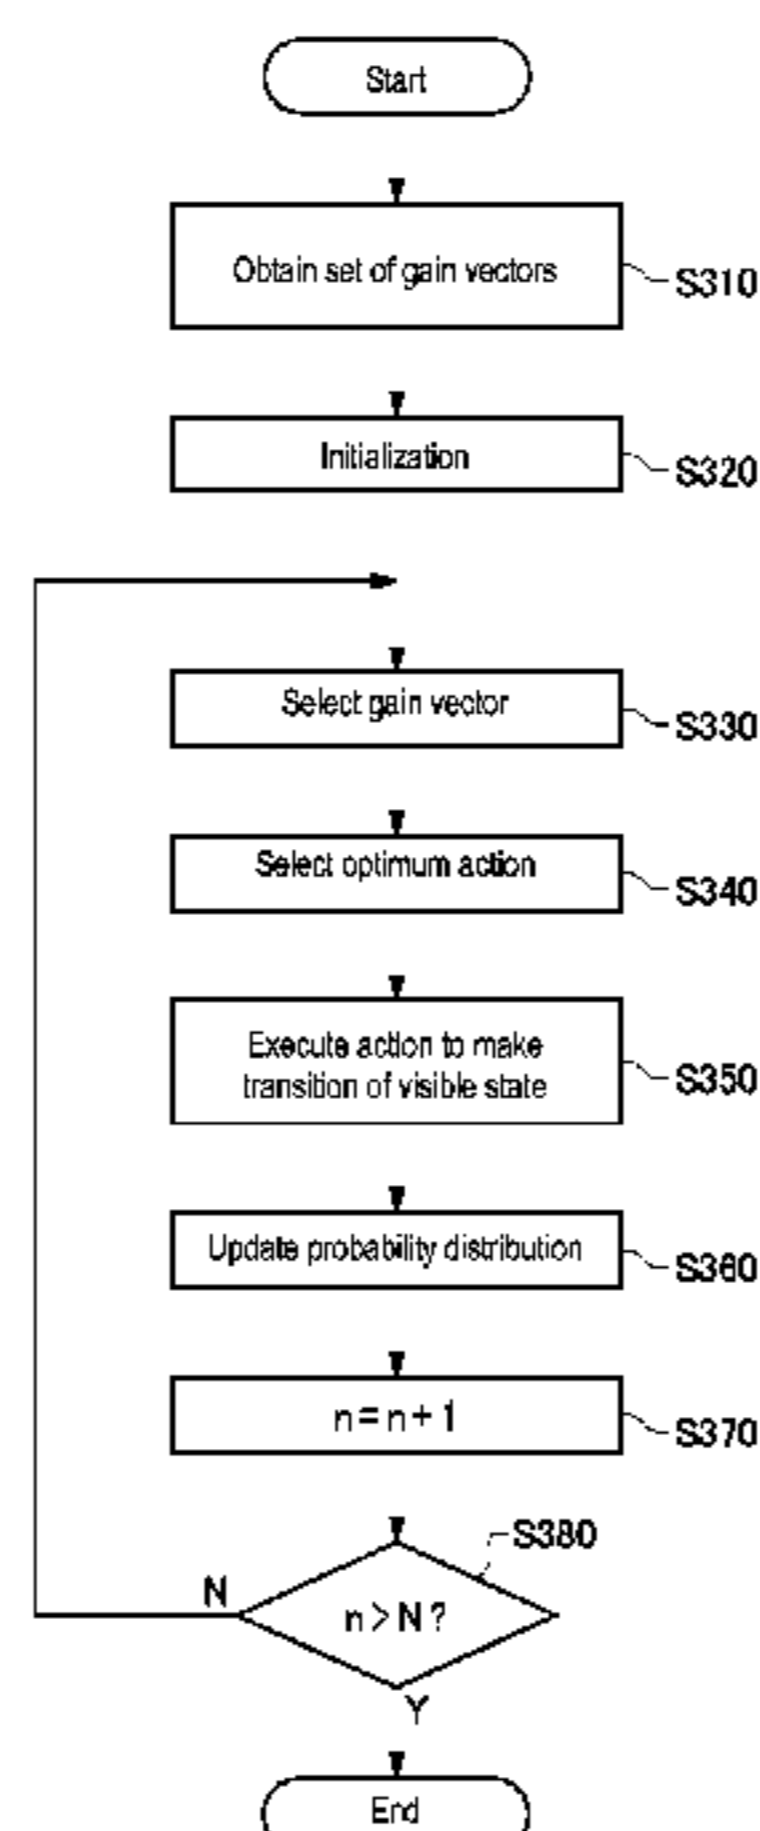 Start
Obtain set of gain vectors
S310
Initialization
S320
Select gain vector
S330
Select optimum action
S340
Execute action to make
transition of visible state
S350
Update probability distribution
S360
n = n + 1
S370
S380
N
n > N ?
Y
End